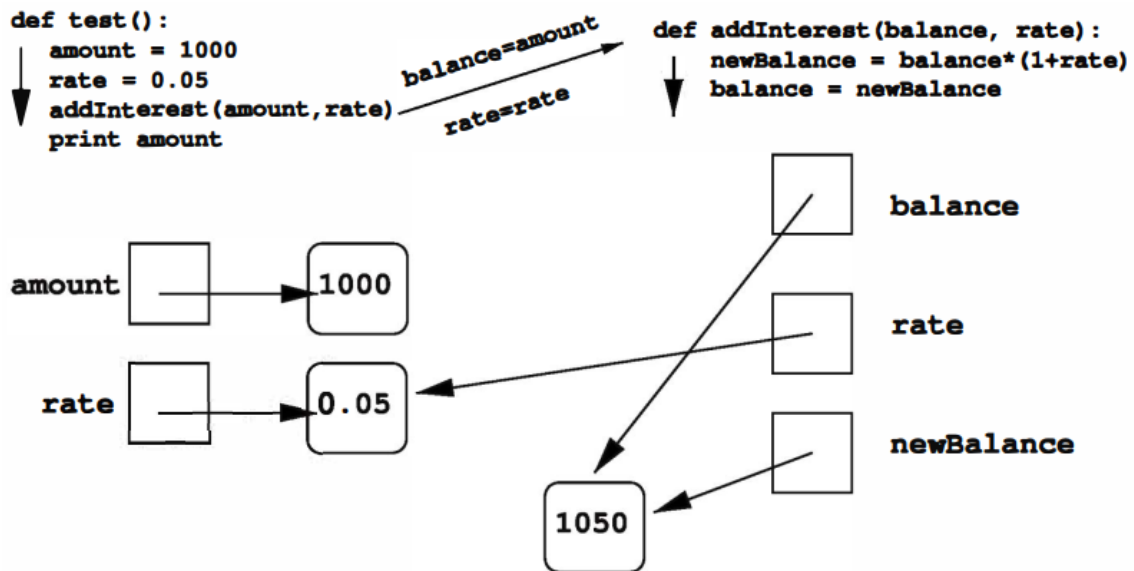 def test():
amount = 1000
rate = 0.05
addInterest(amount,rate)
print amount
balance=amount
rate=rate
def addInterest(balance, rate):
newBalance = balance*(1+rate)
balance = newBalance
balance
amount
1000
rate
rate
0.05
newBalance
1050